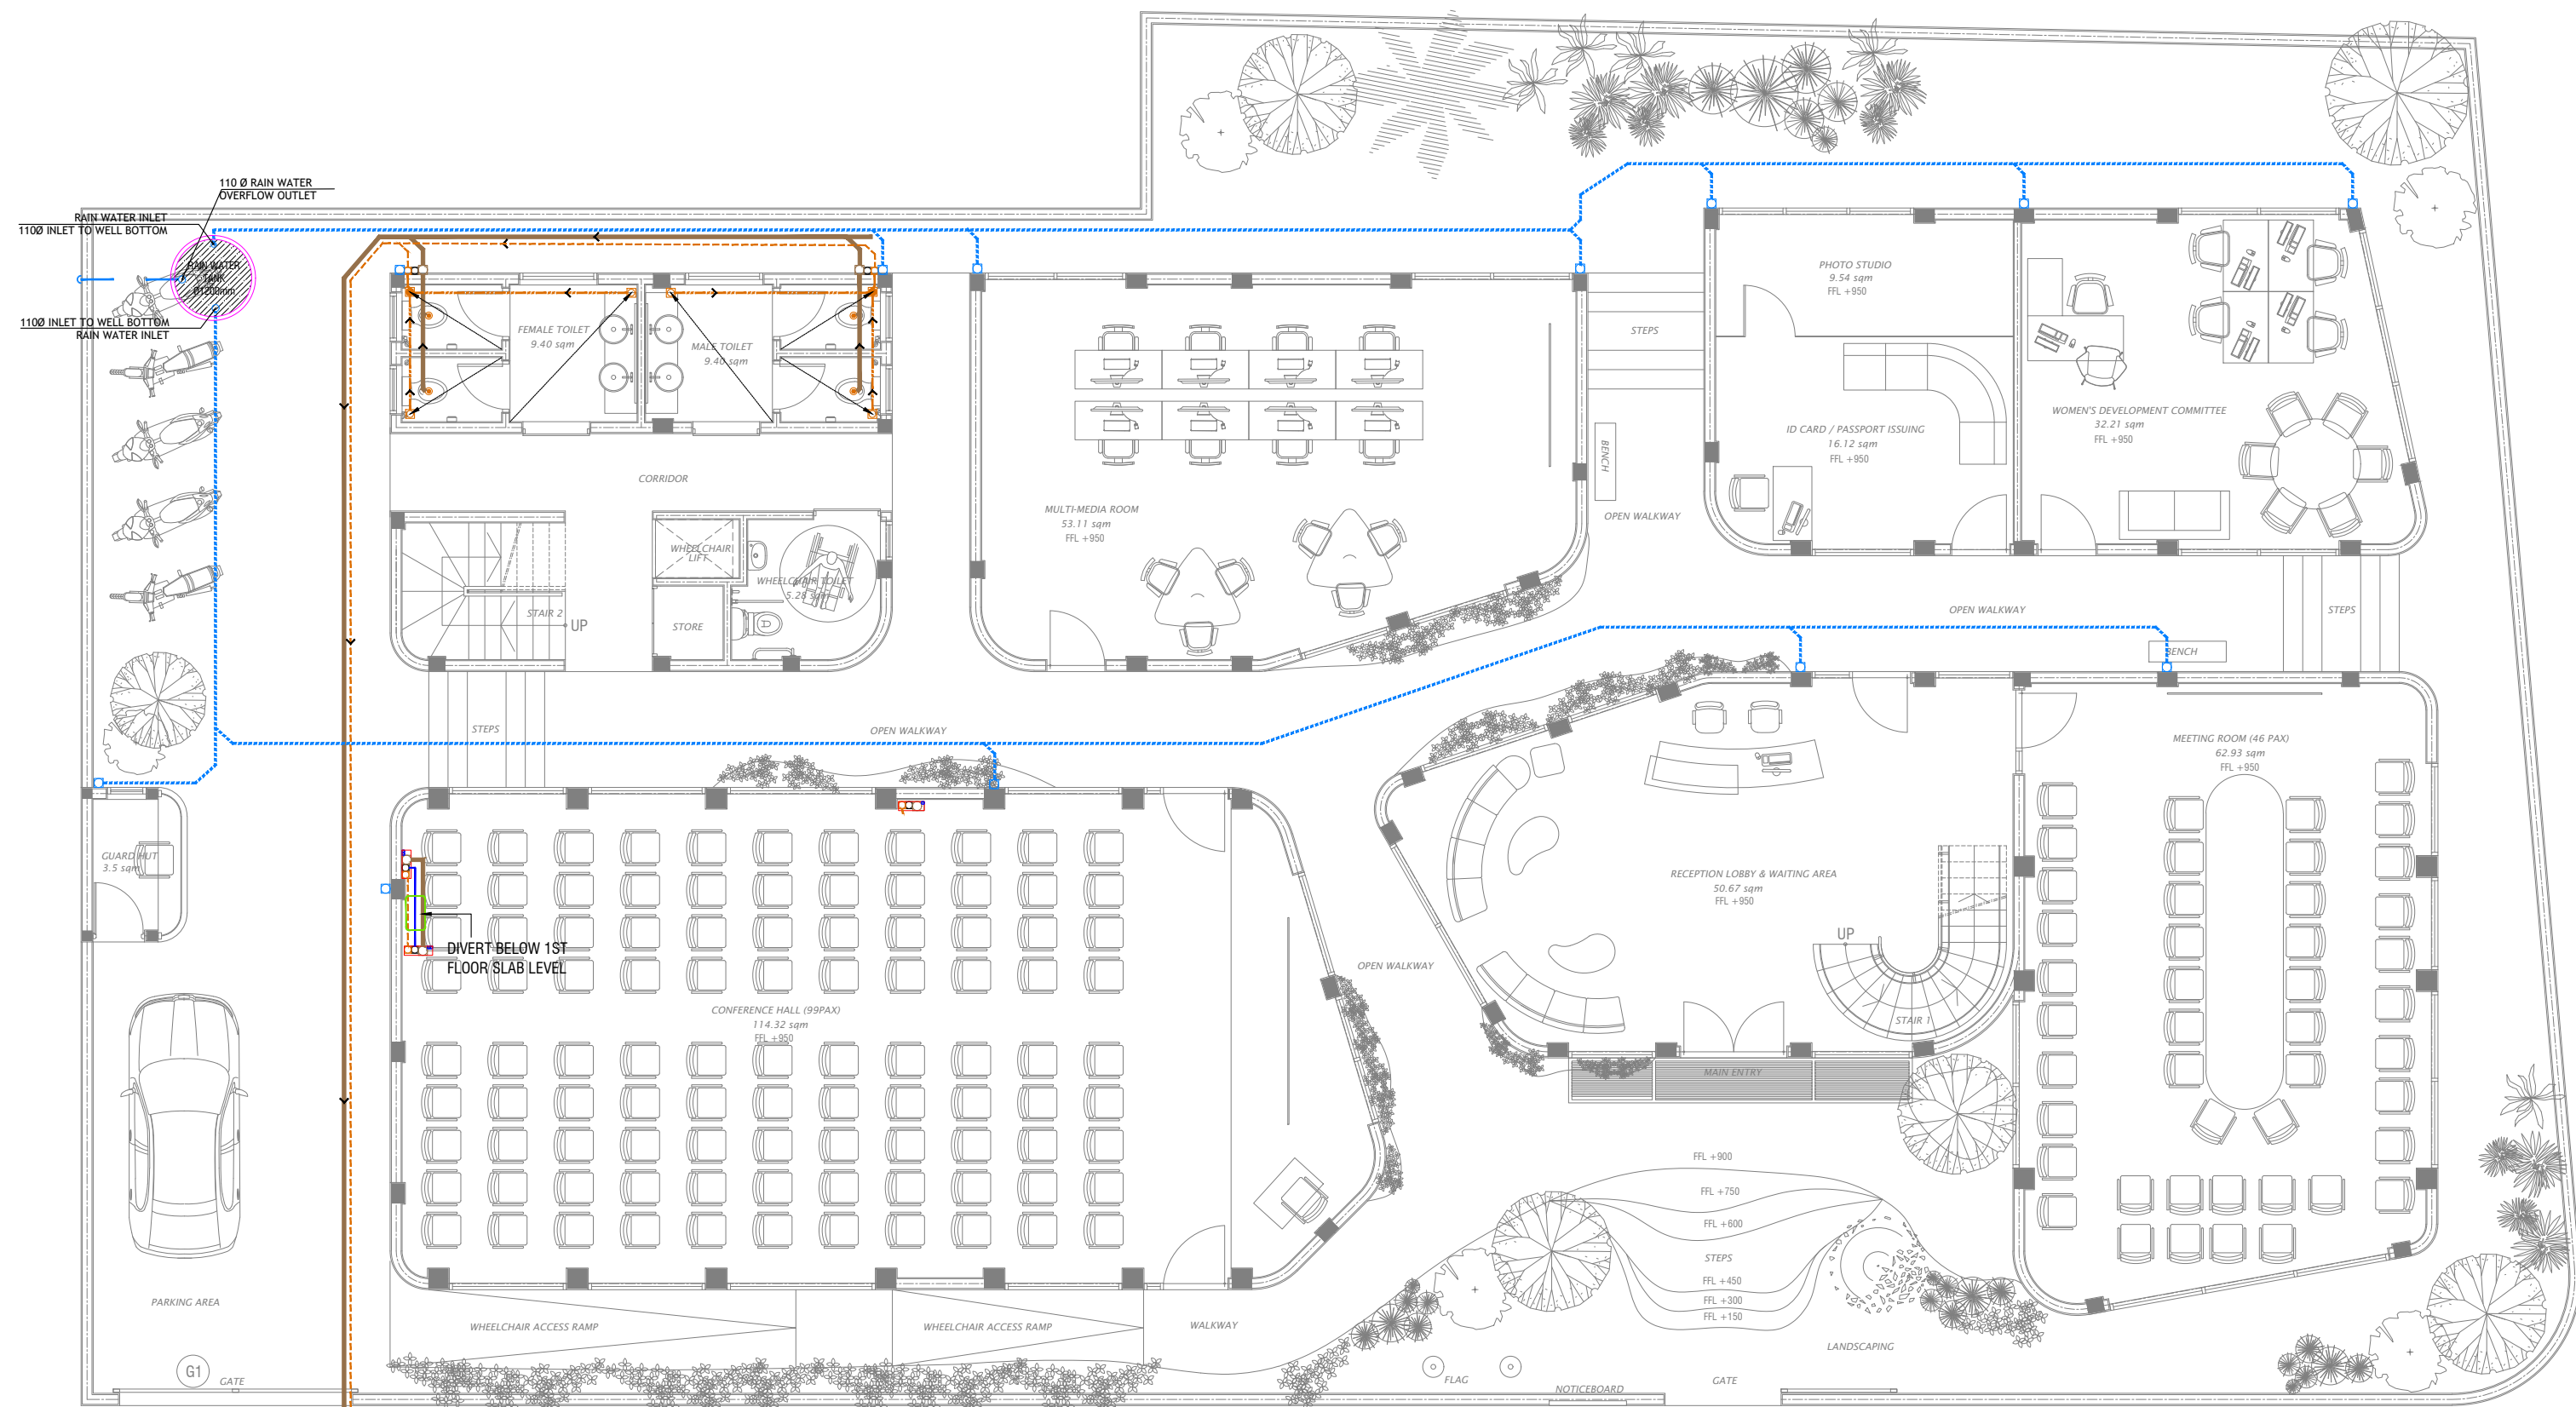 110 Ø RAIN WATER
OVERFLOW OUTLET
RAIN WATER INLET
110Ø INLET TO WELL BOTTOM
RAIN WATER
TANK
Ø1200mm
110Ø INLET TO WELL BOTTOM
RAIN WATER INLET
FEMALE TOILET
9.40 sqm
MALE TOILET
9.40 sqm
PHOTO STUDIO
9.54 sqm
FFL +950
STEPS
WOMEN'S DEVELOPMENT COMMITTEE
32.21 sqm
FFL +950
ID CARD / PASSPORT ISSUING
16.12 sqm
FFL +950
BENCH
CORRIDOR
MULTI-MEDIA ROOM
53.11 sqm
FFL +950
OPEN WALKWAY
WHEELCHAIR
LIFT
WHEELCHAIR TOILET
5.28 sqm
STAIR 2
UP
STORE
OPEN WALKWAY
STEPS
BENCH
STEPS
OPEN WALKWAY
MEETING ROOM (46 PAX)
62.93 sqm
FFL +950
GUARD HUT
3.5 sqm
RECEPTION LOBBY & WAITING AREA
50.67 sqm
FFL +950
DIVERT BELOW 1ST
FLOOR SLAB LEVEL
UP
OPEN WALKWAY
CONFERENCE HALL (99PAX)
114.32 sqm
FFL +950
STAIR 1
MAIN ENTRY
FFL +900
FFL +750
FFL +600
STEPS
FFL +450
FFL +300
FFL +150
PARKING AREA
WHEELCHAIR ACCESS RAMP
WHEELCHAIR ACCESS RAMP
WALKWAY
LANDSCAPING
G1
GATE
FLAG
NOTICEBOARD
GATE